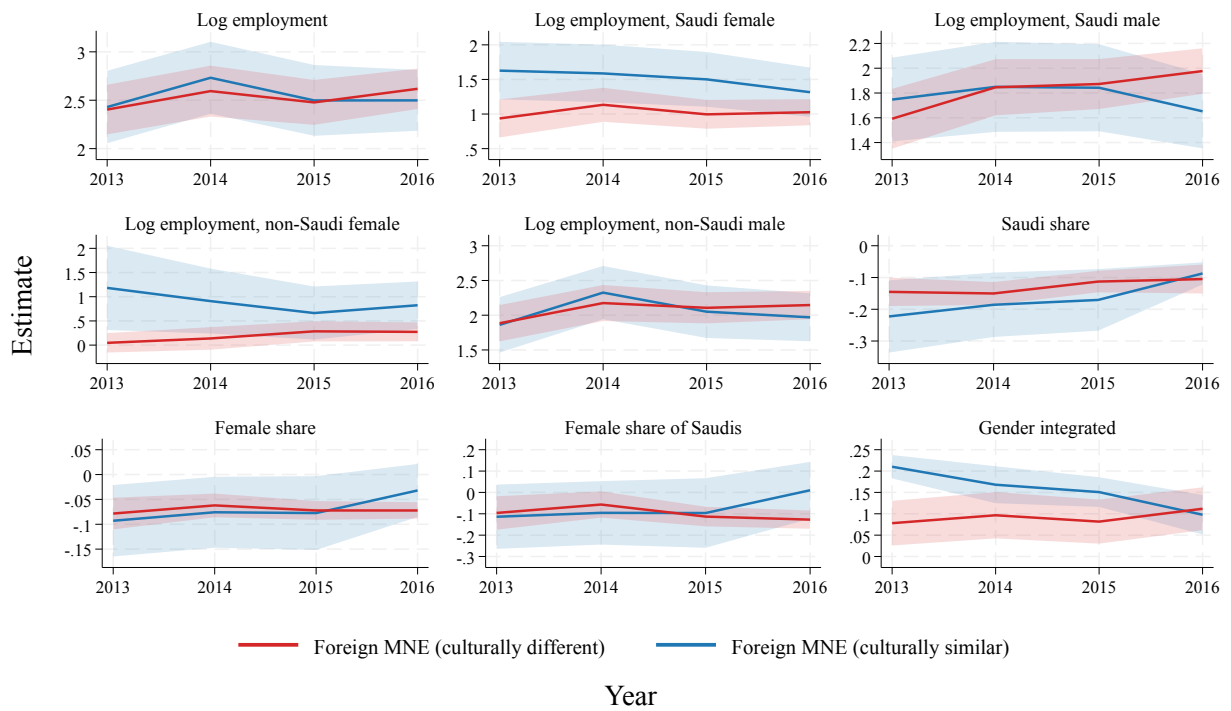 Log employment
3
2.5
2
2013 2014 2015 2016
Log employment, Saudi female
2
1.5
1
.5
2013 2014 2015 2016
Log employment, Saudi male
2.2
2
1.8
1.6
1.4
2013 2014 2015 2016
Log employment, non-Saudi female
2
1.5
1
.5
0
2013 2014 2015 2016
Log employment, non-Saudi male
3
2.5
2
1.5
2013 2014 2015 2016
Saudi share
0
-.1
-.2
-.3
2013 2014 2015 2016
Female share
.05
0
-.05
-.1
-.15
2013 2014 2015 2016
Female share of Saudis
.2
.1
0
-.1
-.2
-.3
2013 2014 2015 2016
Gender integrated
.25
.2
.15
.1
.05
0
2013 2014 2015 2016
Estimate
Foreign MNE (culturally different) Foreign MNE (culturally similar)
Year